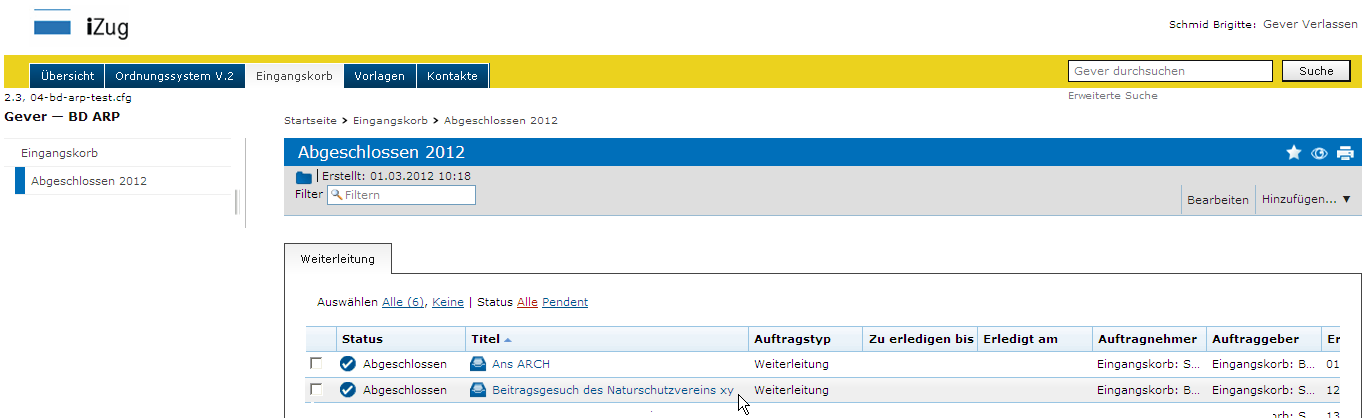 iZug
Schmid Brigitte: Gever Verlassen
Übersicht Ordnungssystem V.2 Eingangskorb Vorlagen Kontakte
Gever durchsuchen Suche
Erweiterte Suche
2.3, 04-bd-arp-test.cfg
Gever — BD ARP
Eingangskorb
Abgeschlossen 2012
Startseite > Eingangskorb > Abgeschlossen 2012
Abgeschlossen 2012
Erstellt: 01.03.2012 10:18
Filter Filtern
Bearbeiten Hinzufügen... ▼
Weiterleitung
Auswählen Alle (6), Keine | Status Alle Pendent
Status Titel Auftragstyp Zu erledigen bis Erledigt am Auftragnehmer Auftraggeber Er
Abgeschlossen Ans ARCH Weiterleitung Eingangskorb: S... Eingangskorb: B... 01
Abgeschlossen Beitragsgesuch des Naturschutzvereins xy Weiterleitung Eingangskorb: B... Eingangskorb: S... 12